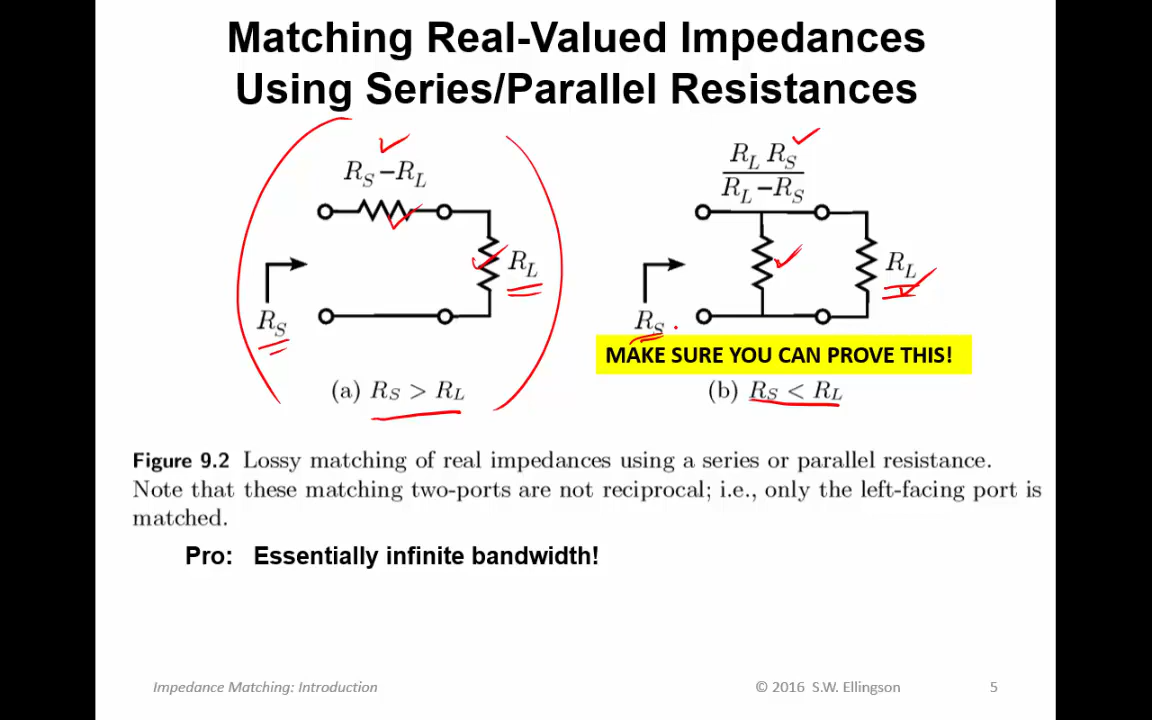 Matching Real-Valued Impedances
Using Series/Parallel Resistances
R_S − R_L
R_L
R_S
(a) R_S > R_L
R_L R_S
R_L − R_S
R_L
R_S
MAKE SURE YOU CAN PROVE THIS!
(b) R_S < R_L
Figure 9.2 Lossy matching of real impedances using a series or parallel resistance.
Note that these matching two-ports are not reciprocal; i.e., only the left-facing port is
matched.
Pro: Essentially infinite bandwidth!
Impedance Matching: Introduction
© 2016 S.W. Ellingson
5